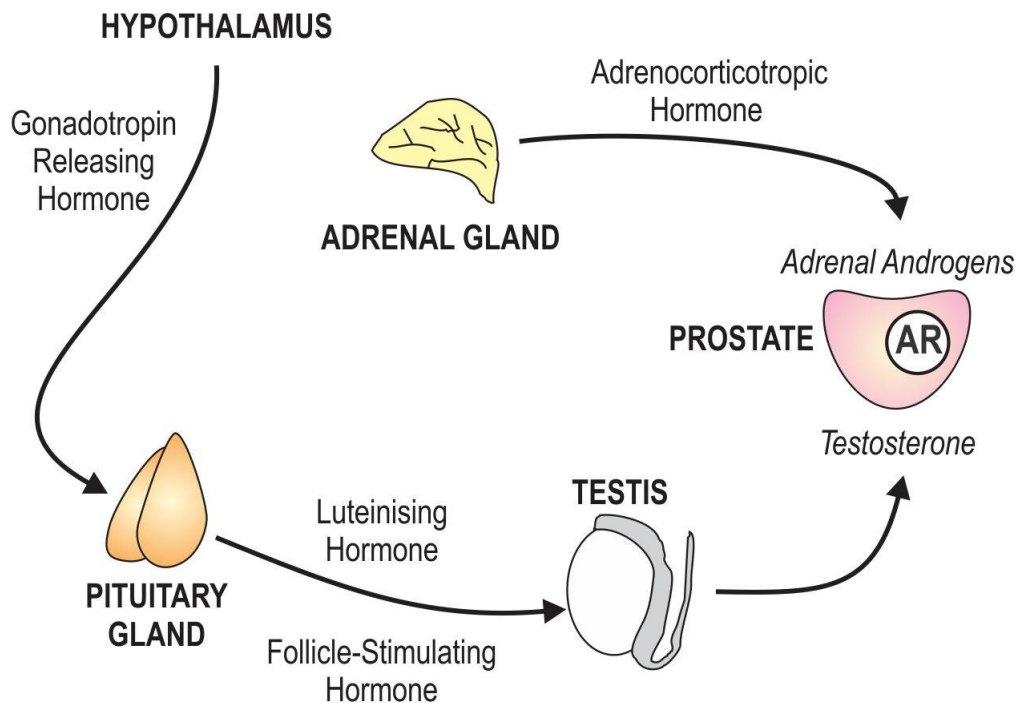 HYPOTHALAMUS
Gonadotropin
Releasing
Hormone
Adrenocorticotropic
Hormone
ADRENAL GLAND
Adrenal Androgens
PROSTATE
AR
Testosterone
TESTIS
Luteinising
Hormone
PITUITARY
GLAND
Follicle-Stimulating
Hormone